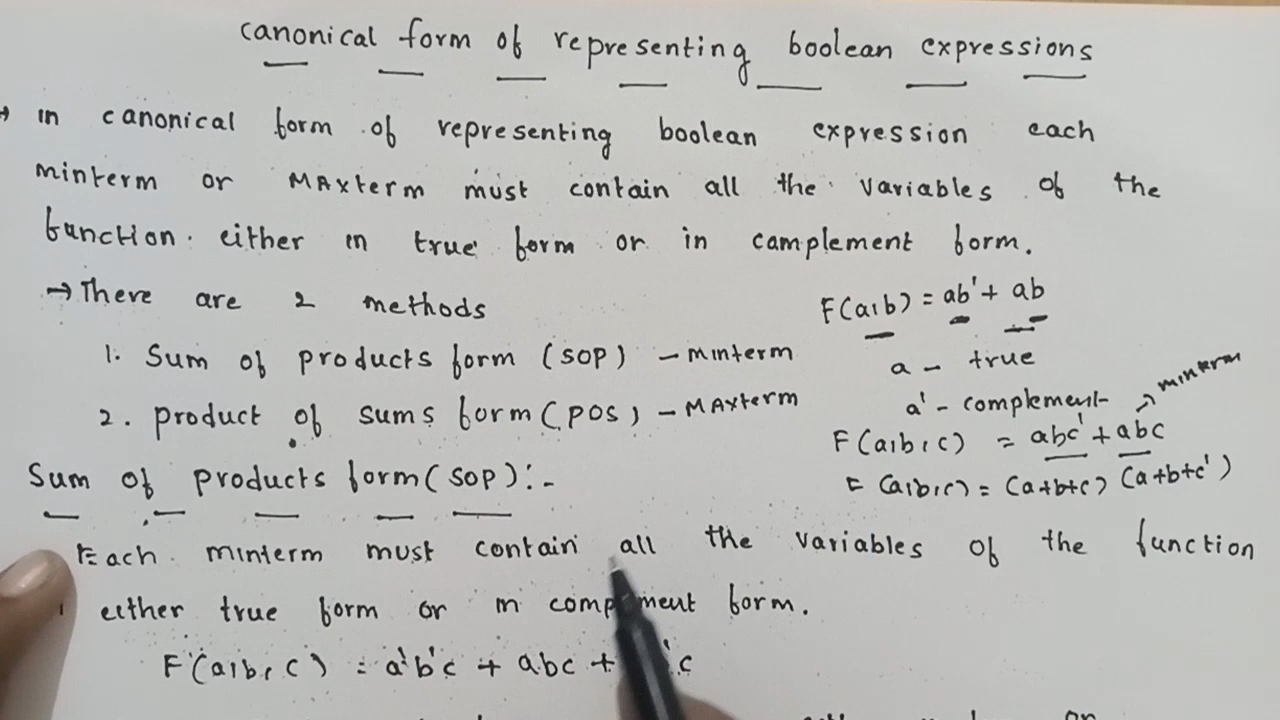 canonical form of representing boolean expressions
→ in canonical form of representing boolean expression each
minterm or MAxterm must contain all the variables of the
function. either in true form or in camplement form.
→ There are 2 methods
F(a,b) = ab' + ab
1. Sum of products form (SOP) - minterm
a - true
2. product of sums form (POS) - MAxterm
a' - complement
minterm
F(a,b,c) = abc' + abc
Sum of products form (SOP):-
F(a,b,c) = (a+b+c) (a+b+c')
Each minterm must contain all the variables of the function
either true form or in form.
F(a,b,c) = a'b'c + abc + 'c